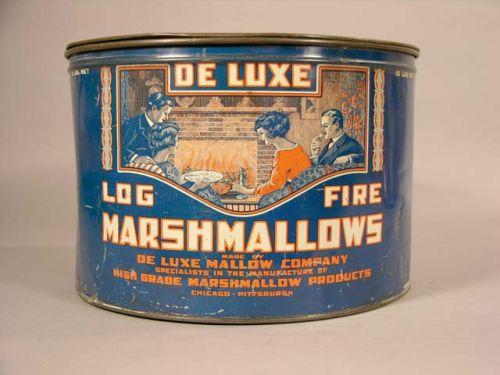 DE LUXE
LOG FIRE
MARSHMALLOWS
MADE BY
DE LUXE MALLOW COMPANY
SPECIALISTS IN THE MANUFACTURE OF
HIGH GRADE MARSHMALLOW PRODUCTS
CHICAGO - PITTSBURGH